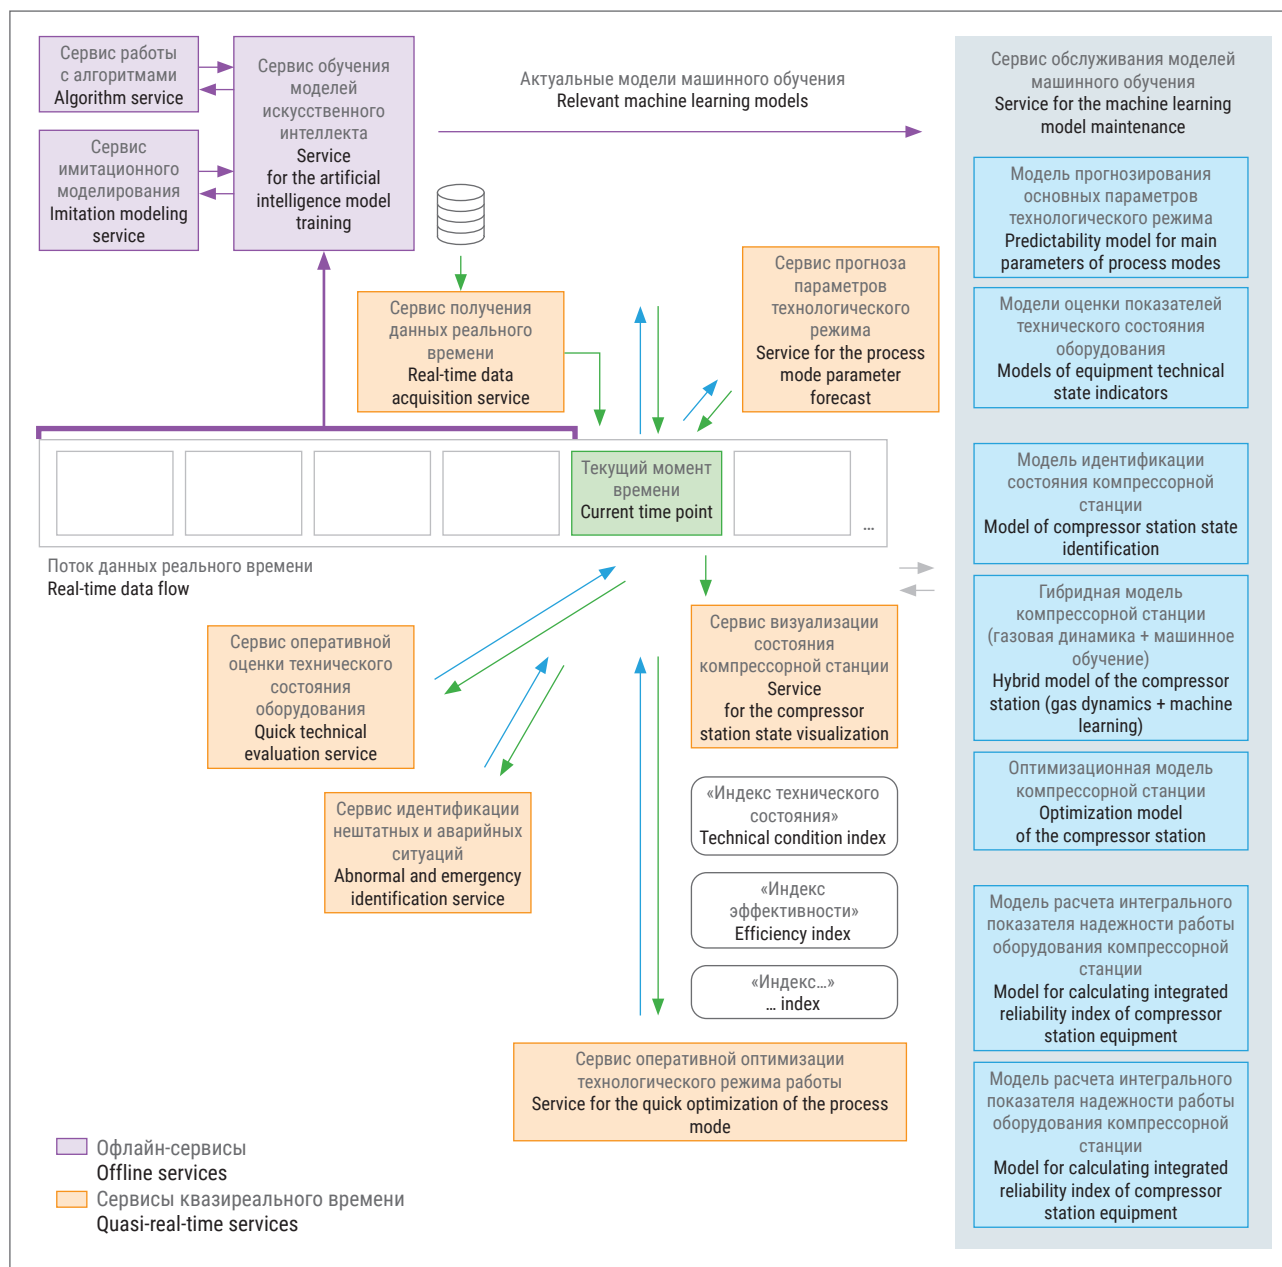 Сервис работы
с алгоритмами
Algorithm service
Сервис
имитационного
моделирования
Imitation modeling
service
Сервис обучения
моделей
искусственного
интеллекта
Service
for the artificial
intelligence model
training
Актуальные модели машинного обучения
Relevant machine learning models
Сервис получения
данных реального
времени
Real-time data
acquisition service
Сервис прогноза
параметров
технологического
режима
Service for the process
mode parameter
forecast
Текущий момент
времени
Current time point
...
Поток данных реального времени
Real-time data flow
Сервис оперативной
оценки технического
состояния
оборудования
Quick technical
evaluation service
Сервис идентификации
нештатных и аварийных
ситуаций
Abnormal and emergency
identification service
Сервис визуализации
состояния
компрессорной станции
Service
for the compressor
station state visualization
«Индекс технического
состояния»
Technical condition index
«Индекс
эффективности»
Efficiency index
«Индекс...»
... index
Сервис оперативной оптимизации
технологического режима работы
Service for the quick optimization of the process
mode
Офлайн-сервисы
Offline services
Сервисы квазиреального времени
Quasi-real-time services
Сервис обслуживания моделей
машинного обучения
Service for the machine learning
model maintenance
Модель прогнозирования
основных параметров
технологического режима
Predictability model for main
parameters of process modes
Модели оценки показателей
технического состояния
оборудования
Models of equipment technical
state indicators
Модель идентификации
состояния компрессорной
станции
Model of compressor station state
identification
Гибридная модель
компрессорной станции
(газовая динамика + машинное
обучение)
Hybrid model of the compressor
station (gas dynamics + machine
learning)
Оптимизационная модель
компрессорной станции
Optimization model
of the compressor station
Модель расчета интегрального
показателя надежности работы
оборудования компрессорной
станции
Model for calculating integrated
reliability index of compressor
station equipment
Модель расчета интегрального
показателя надежности работы
оборудования компрессорной
станции
Model for calculating integrated
reliability index of compressor
station equipment